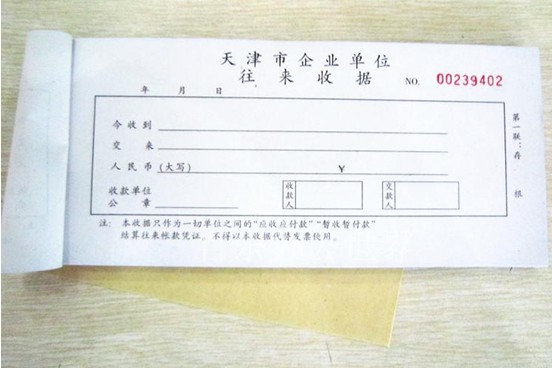 天津市企业单位
往来收据
NO. 00239402
年 月 日
今收到
交 来
人民币(大写) ¥
收款单位
公 章
收款人
交款人
第一联:存 根
注: 本收据只作为一切单位之间的“应收应付款”“暂收暂付款”
结算往来帐款凭证。不得以本收据代替发票使用。